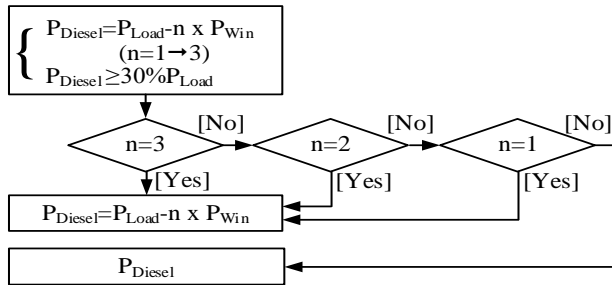 P_Diesel=P_Load-n x P_Win
(n=1→3)
P_Diesel≥30%P_Load
n=3
[No]
n=2
[No]
n=1
[No]
[Yes]
[Yes]
[Yes]
P_Diesel=P_Load-n x P_Win
P_Diesel